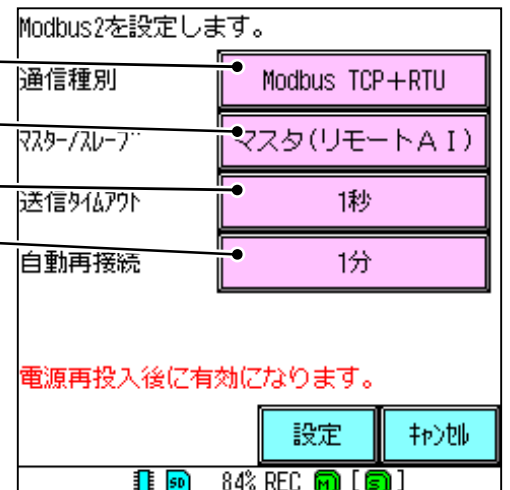 Modbus2を設定します。
通信種別 Modbus TCP+RTU
ﾏｽﾀｰ/ｽﾚｰﾌﾞ マスタ(リモートＡＩ)
送信ﾀｲﾑｱｳﾄ 1秒
自動再接続 1分
電源再投入後に有効になります。
設定 ｷｬﾝｾﾙ
SD 84% REC M [S]